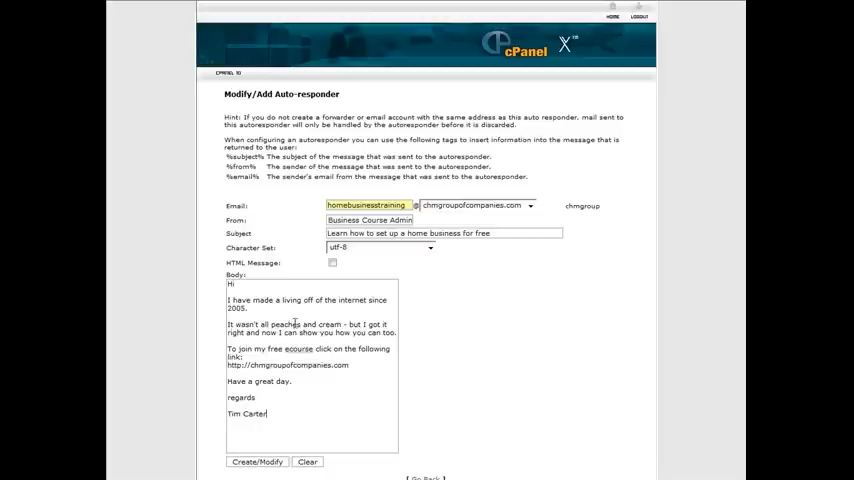 HOME LOGOUT
cPanel X™
CPANEL 10
Modify/Add Auto-responder
Hint: If you do not create a forwarder or email account with the same address as this auto responder, mail sent to
this autoresponder will only be handled by the autoresponder before it is discarded.
When configuring an autoresponder you can use the following tags to insert information into the message that is
returned to the user:
%subject% The subject of the message that was sent to the autoresponder.
%from% The sender of the message that was sent to the autoresponder.
%email% The sender's email from the message that was sent to the autoresponder.
Email: homebusinesstraining @ chmgroupofcompanies.com chmgroup
From: Business Course Admin
Subject Learn how to set up a home business for free
Character Set: utf-8
HTML Message:
Body:
Hi
I have made a living off of the internet since
2005.
It wasn't all peaches and cream - but I got it
right and now I can show you how you can too.
To join my free ecourse click on the following
link:
http://chmgroupofcompanies.com
Have a great day.
regards
Tim Carter
Create/Modify Clear
[ Go Back ]